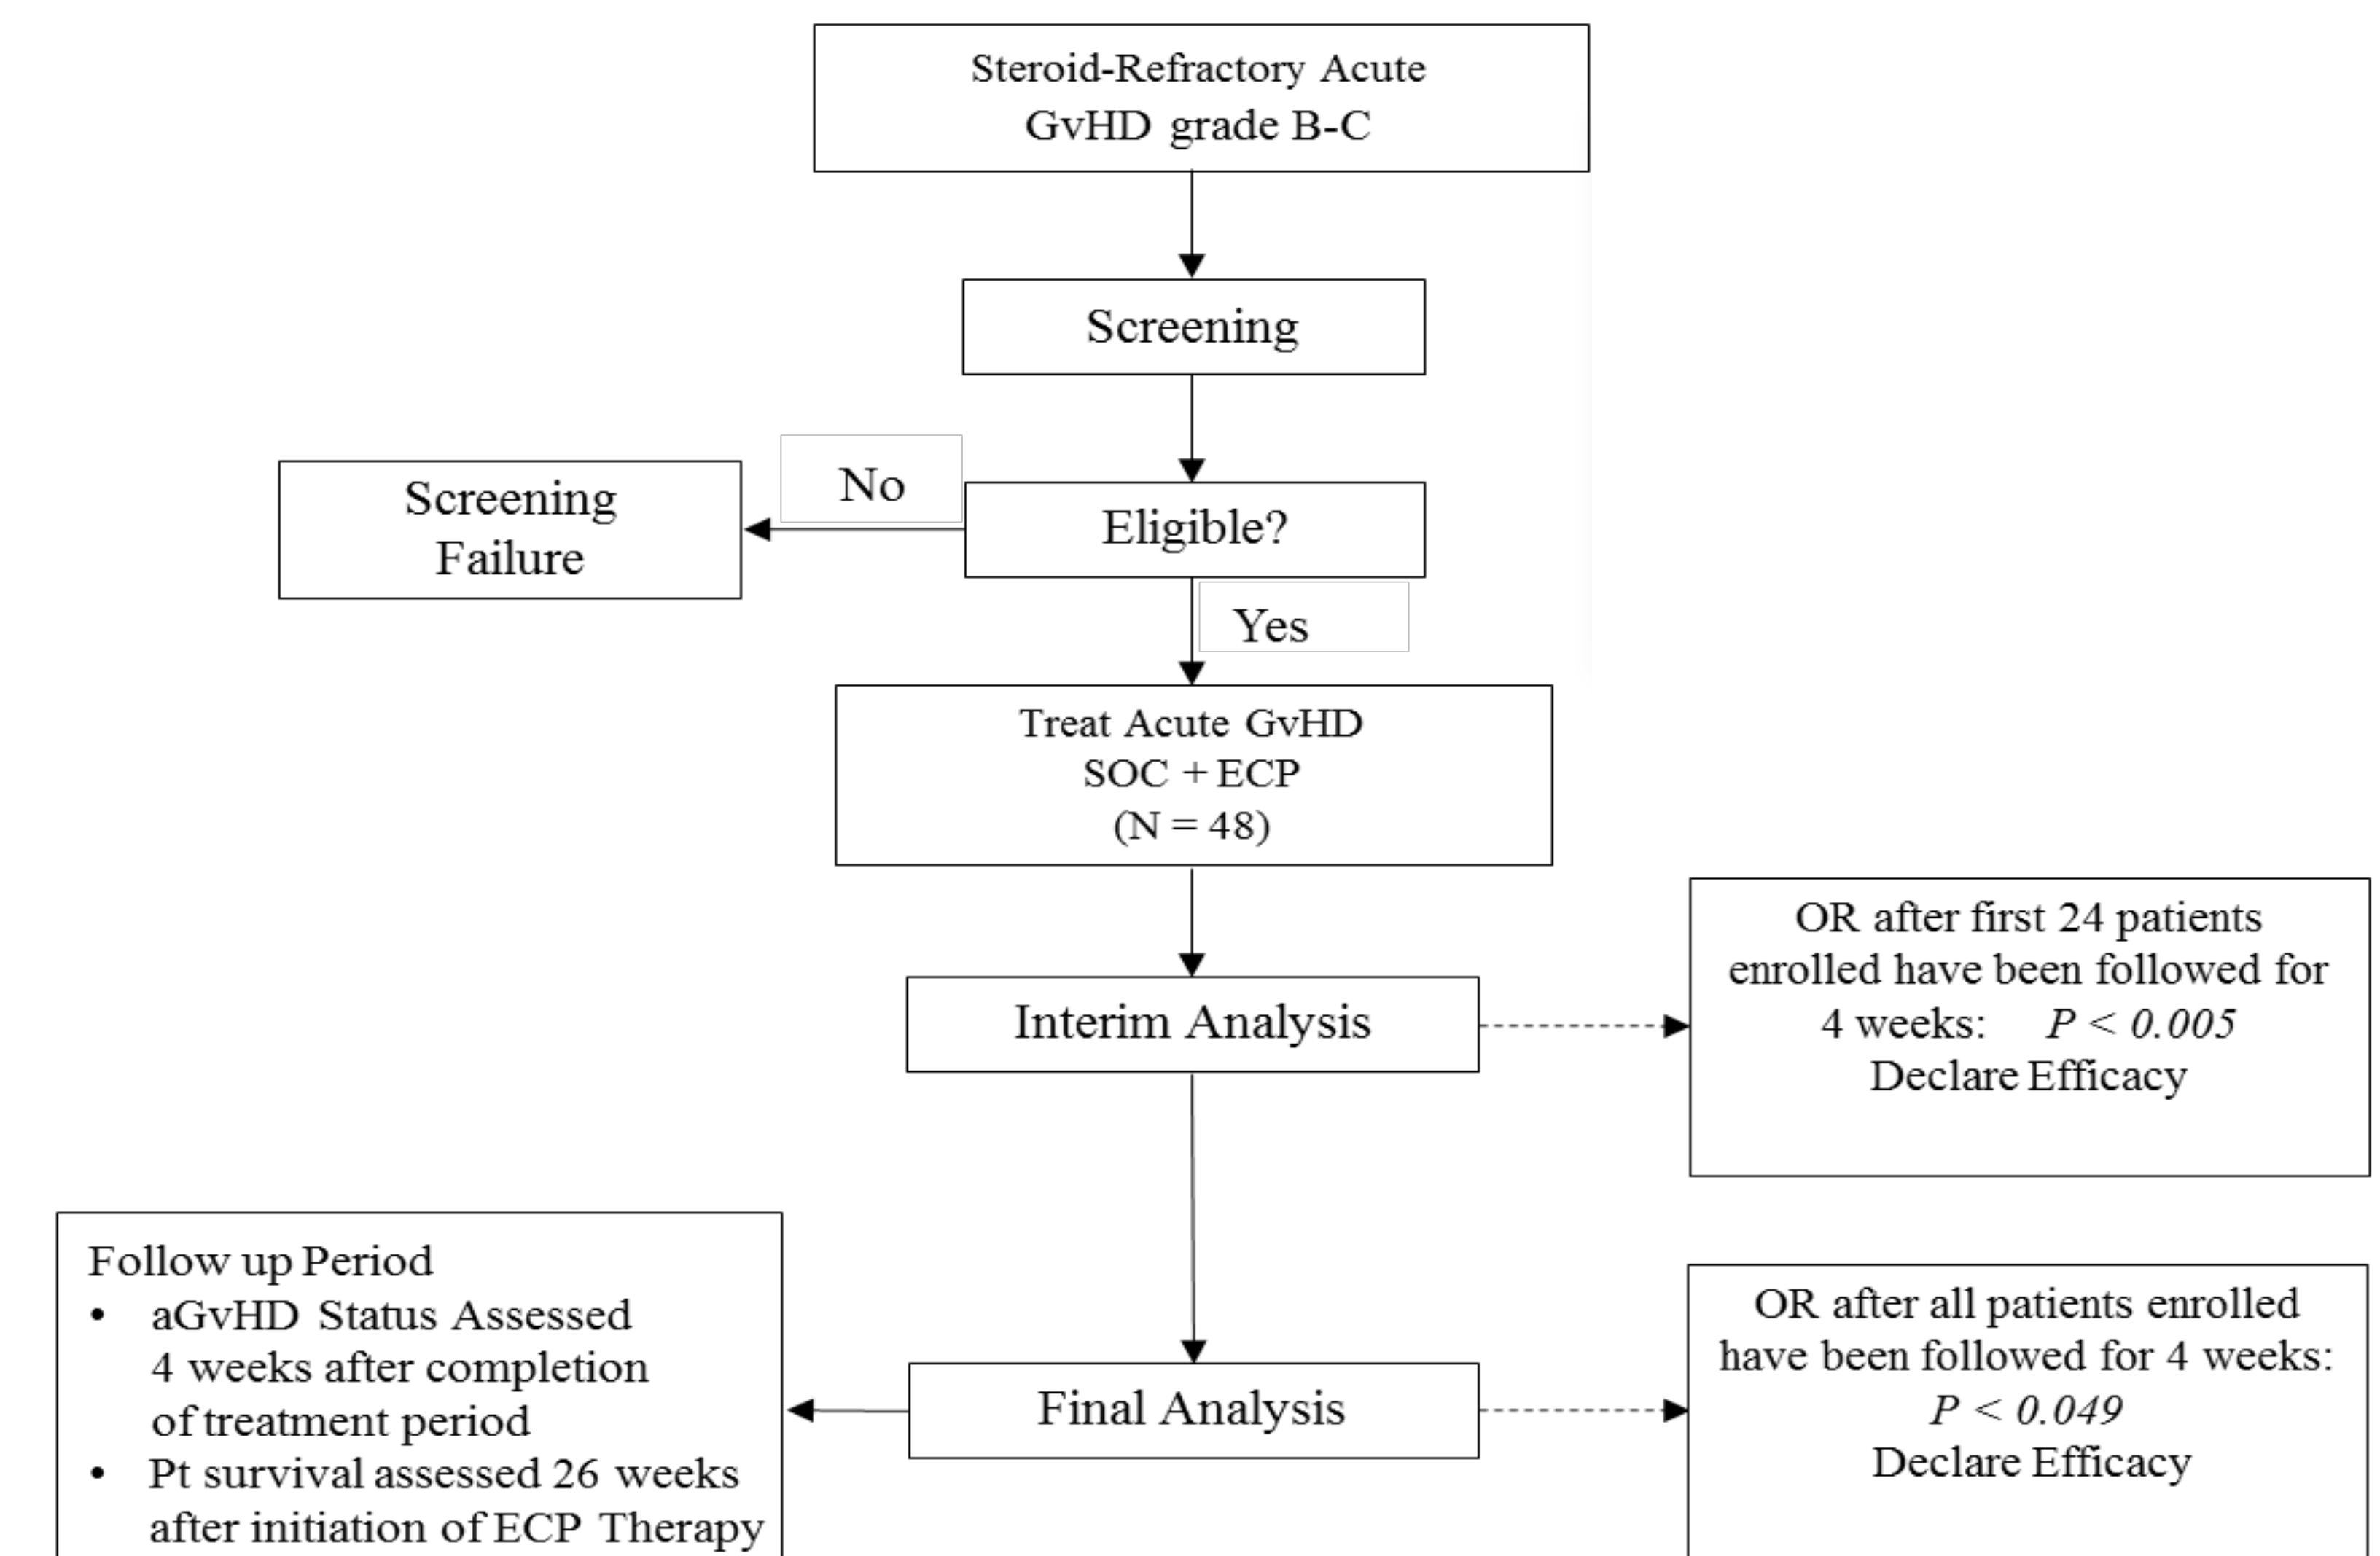 Steroid-Refractory Acute
GvHD grade B-C
Screening
No
Screening
Failure
Eligible?
Yes
Treat Acute GvHD
SOC + ECP
(N = 48)
Interim Analysis
OR after first 24 patients
enrolled have been followed for
4 weeks: P < 0.005
Declare Efficacy
Follow up Period
• aGvHD Status Assessed
4 weeks after completion
of treatment period
• Pt survival assessed 26 weeks
after initiation of ECP Therapy
Final Analysis
OR after all patients enrolled
have been followed for 4 weeks:
P < 0.049
Declare Efficacy